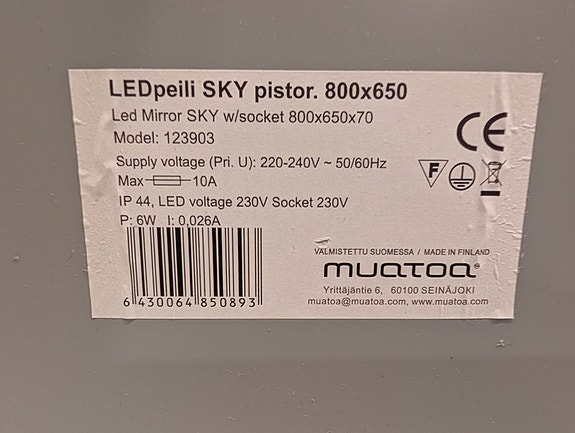 LEDpeili SKY pistor. 800x650
Led Mirror SKY w/socket 800x650x70
Model: 123903
Supply voltage (Pri. U): 220-240V ~ 50/60Hz
Max 10A
IP 44, LED voltage 230V Socket 230V
P: 6W I: 0,026A
CE
F
6 430064 850893
VALMISTETTU SUOMESSA / MADE IN FINLAND
muatoa®
Yrittäjäntie 6, 60100 SEINÄJOKI
muatoa@muatoa.com, www.muatoa.com